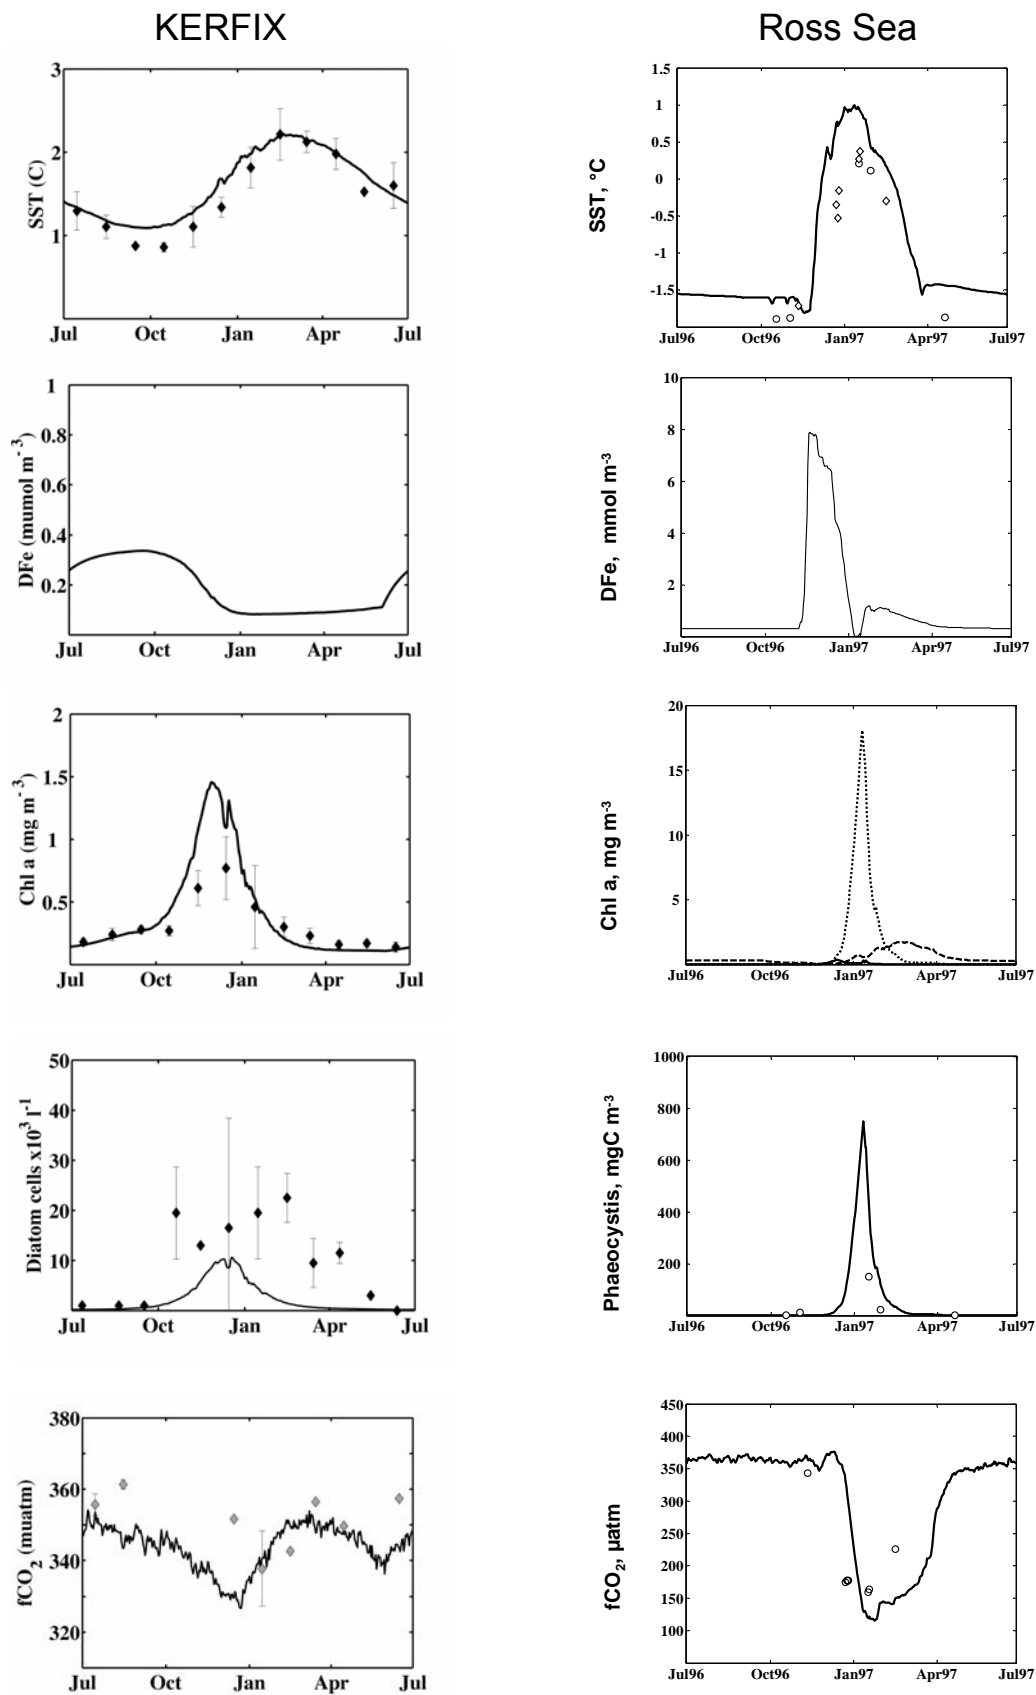 KERFIX
Ross Sea
SST (C)
3
2
1
Jul Oct Jan Apr Jul
SST, °C
1.5
1
0.5
0
-0.5
-1
-1.5
Jul96 Oct96 Jan97 Apr97 Jul97
DFe (mumol m-3)
1
0.8
0.6
0.4
0.2
Jul Oct Jan Apr Jul
DFe, mmol m-3
10
8
6
4
2
Jul96 Oct96 Jan97 Apr97 Jul97
Chl a (mg m-3)
2
1.5
1
0.5
Jul Oct Jan Apr Jul
Chl a, mg m-3
20
15
10
5
Jul96 Oct96 Jan97 Apr97 Jul97
Diatom cells x10³ l-1
50
40
30
20
10
Jul Oct Jan Apr Jul
Phaeocystis, mgC m-3
1000
800
600
400
200
Jul96 Oct96 Jan97 Apr97 Jul97
fCO2 (muatm)
380
360
340
320
Jul Oct Jan Apr Jul
fCO2, µatm
450
400
350
300
250
200
150
100
Jul96 Oct96 Jan97 Apr97 Jul97